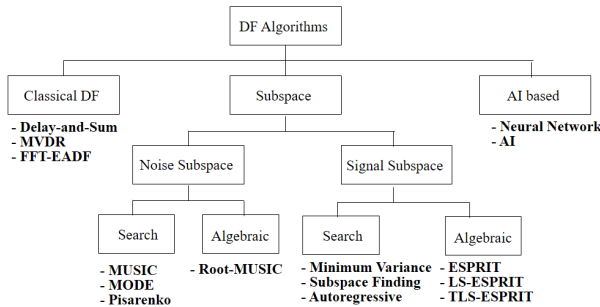 DF Algorithms
Classical DF
Subspace
AI based
- Delay-and-Sum
- MVDR
- FFT-EADF
- Neural Network
- AI
Noise Subspace
Signal Subspace
Search
Algebraic
Search
Algebraic
- MUSIC
- MODE
- Pisarenko
- Root-MUSIC
- Minimum Variance
- Subspace Finding
- Autoregressive
- ESPRIT
- LS-ESPRIT
- TLS-ESPRIT